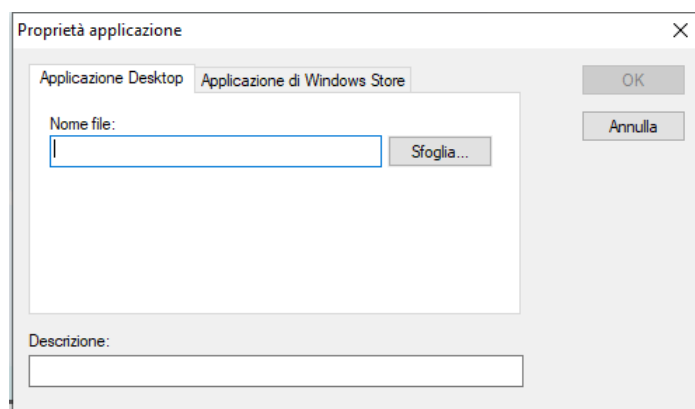 Proprietà applicazione
Applicazione Desktop
Applicazione di Windows Store
OK
Nome file:
Annulla
Sfoglia...
Descrizione: